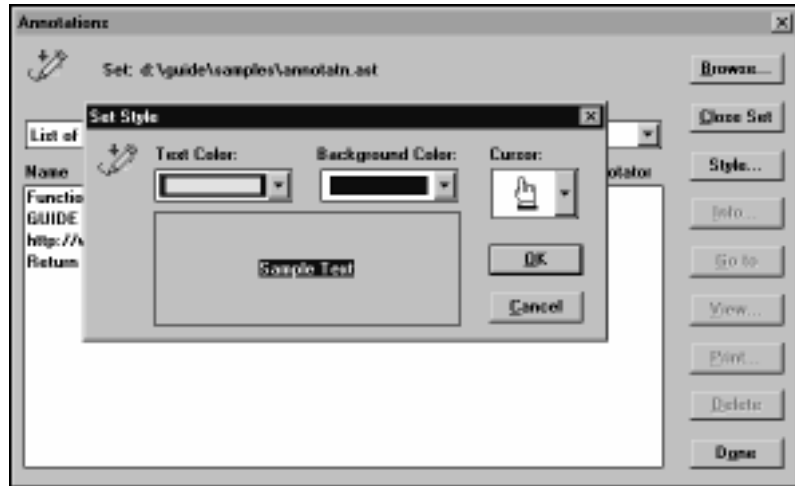 Annotations
Set: d:\guide\samples\annotatn.ast
Browse...
Set Style
Close Set
List of
Text Color:
Background Color:
Cursor:
Name
otator
Style...
Functio
GUIDE
http://w
Return
Info...
Sample Text
OK
Go to
Cancel
View...
Print...
Delete
Done